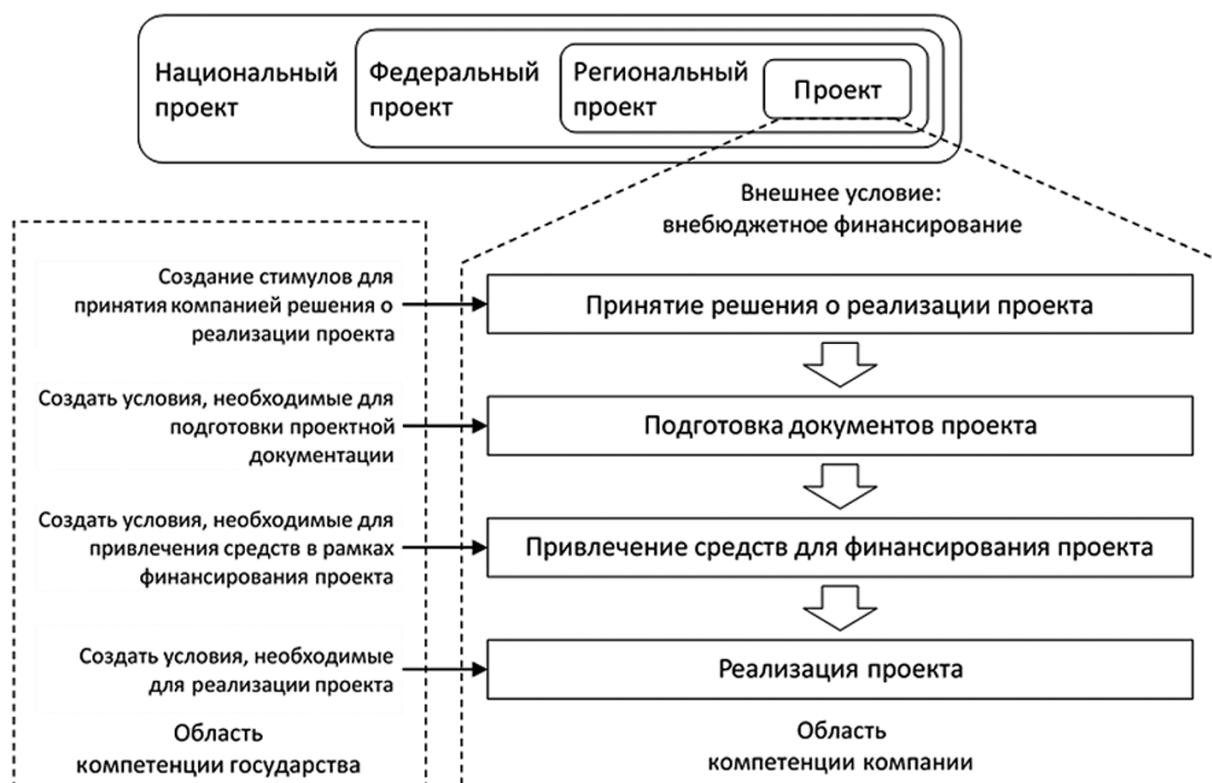 Национальный
проект
Федеральный
проект
Региональный
проект
Проект
Внешнее условие:
внебюджетное финансирование
Создание стимулов для
принятия компанией решения о
реализации проекта
Принятие решения о реализации проекта
Создать условия, необходимые для
подготовки проектной
документации
Подготовка документов проекта
Создать условия, необходимые для
привлечения средств в рамках
финансирования проекта
Привлечение средств для финансирования проекта
Создать условия, необходимые
для реализации проекта
Реализация проекта
Область
компетенции государства
Область
компетенции компании